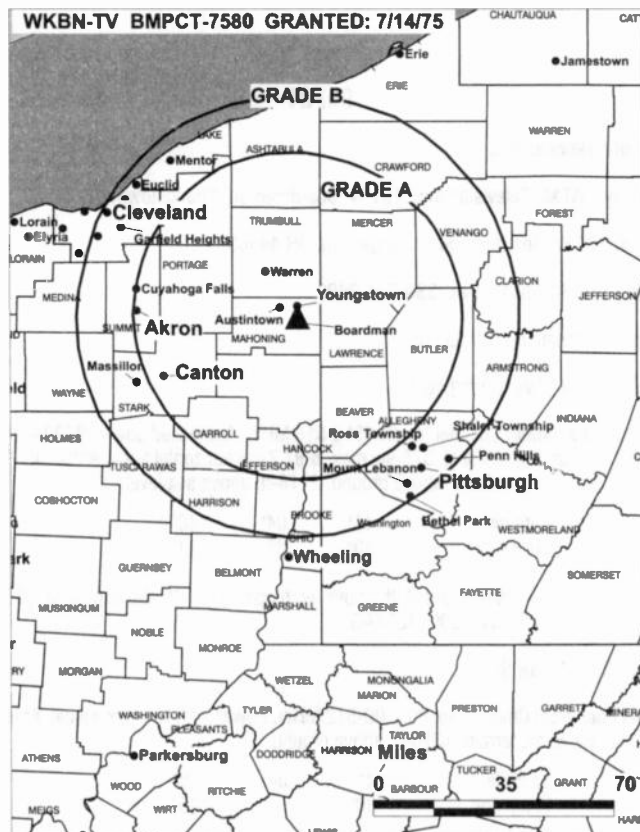 WKBN-TV BMPCT-7580 GRANTED: 7/14/75
CHAUTAUQUA
CATT
Erie
Jamestown
ERIE
GRADE B
LAKE
ASHTABULA
WARREN
Mentor
CRAWFORD
Euclid
GRADE A
Cleveland
Lorain
Elyria
Garfield Heights
TRUMBULL
MERCER
VENANGO
FOREST
LORAIN
PORTAGE
Warren
CLARION
JEFFERSON
MEDINA
Cuyahoga Falls
Youngstown
SUMMIT
Akron
Austintown
Boardman
MAHONING
LAWRENCE
BUTLER
ARMSTRONG
Massillon
Canton
WAYNE
STARK
BEAVER
ALLEGHENY
INDIANA
HOLMES
CARROLL
Ross Township
Shaler Township
HANCOCK
Penn Hills
TUSCARAWAS
JEFFERSON
Mount Lebanon
Pittsburgh
COSHOCTON
HARRISON
BROOKE
Washington
Bethel Park
WESTMORELAND
OHIO
Wheeling
GUERNSEY
BELMONT
SOMERSET
MUSKINGUM
MARSHALL
GREENE
FAYETTE
NOBLE
MONROE
MORGAN
WETZEL
MONONGALIA
MARION
PRESTON
GARRETT
MINERA
WASHINGTON
TYLER
PLEASANTS
TAYLOR
ATHENS
Parkersburg
DODDRIDGE
HARRISON
Miles
TUCKER
WOOD
RITCHIE
BARBOUR
GRANT
0 35 70
MEIGS
WIRT
LEWIS
HAR